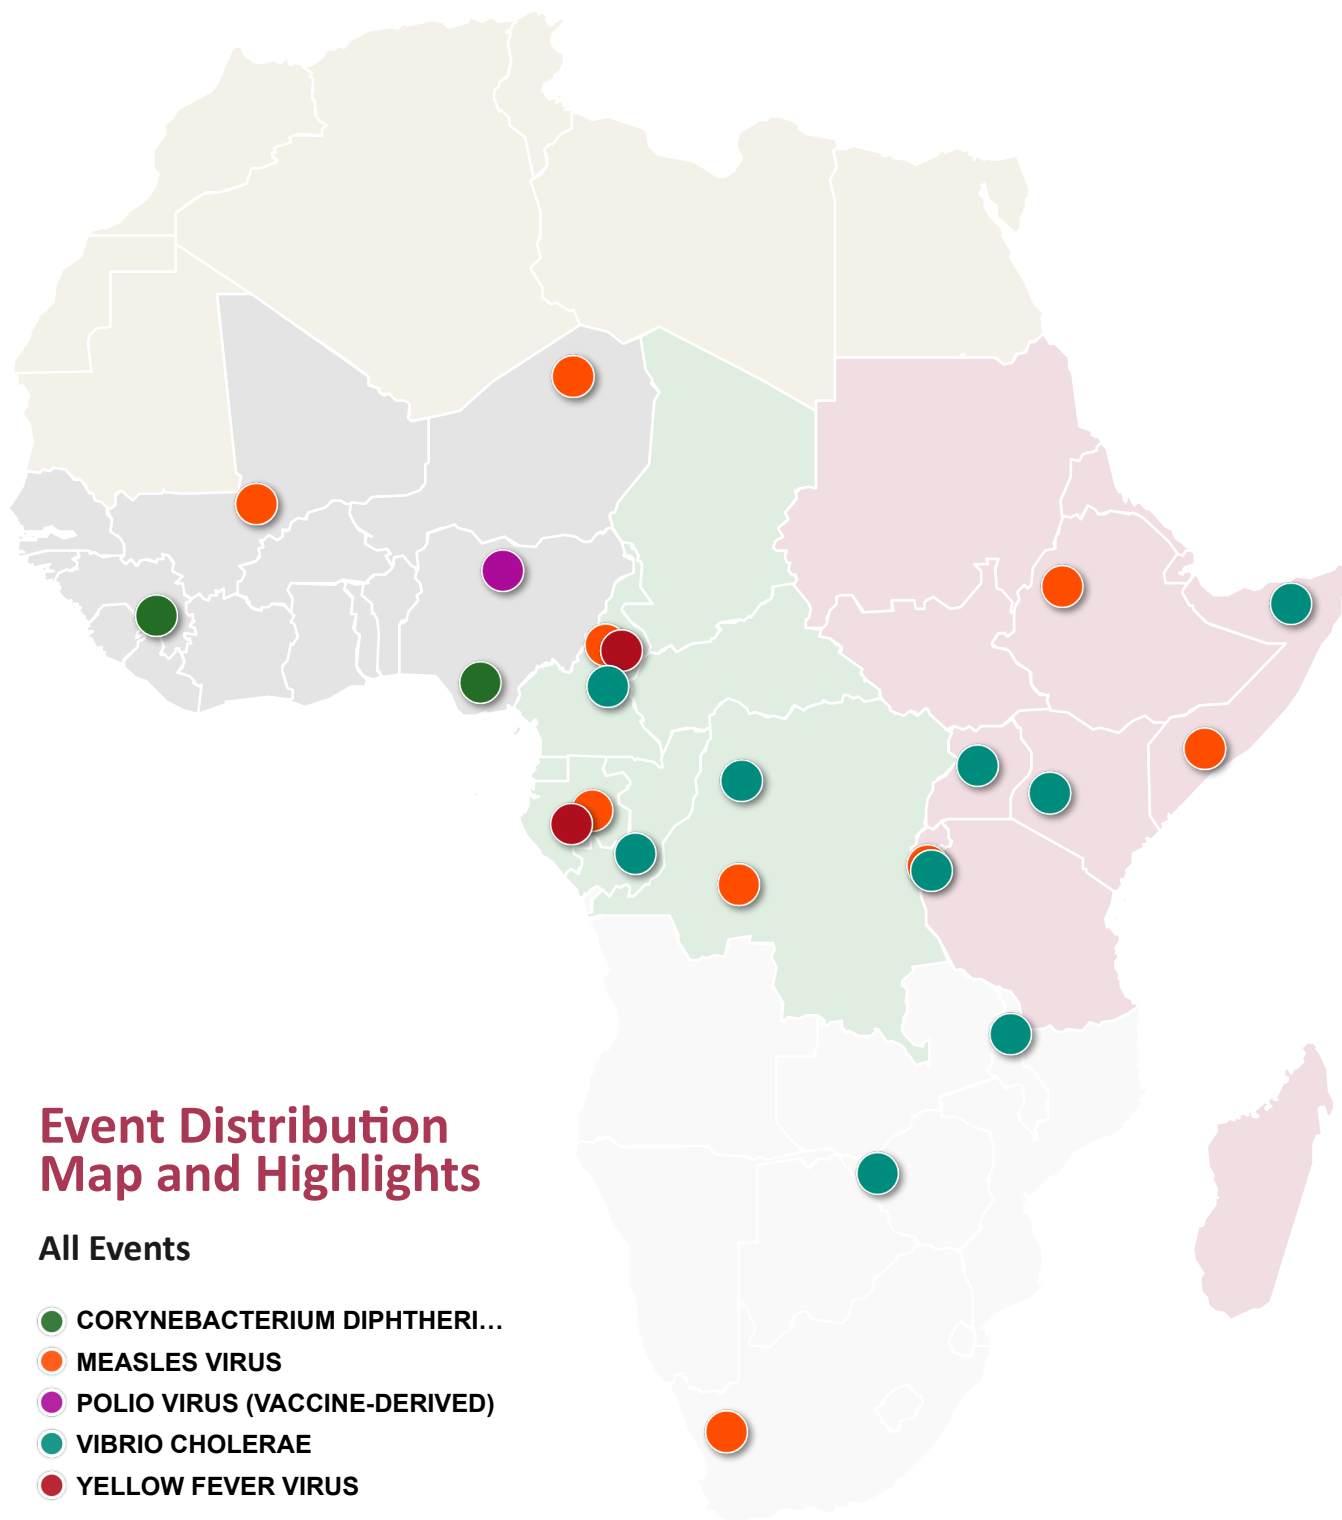 Event Distribution
Map and Highlights
All Events
CORYNEBACTERIUM DIPHTHERI...
MEASLES VIRUS
POLIO VIRUS (VACCINE-DERIVED)
VIBRIO CHOLERAE
YELLOW FEVER VIRUS